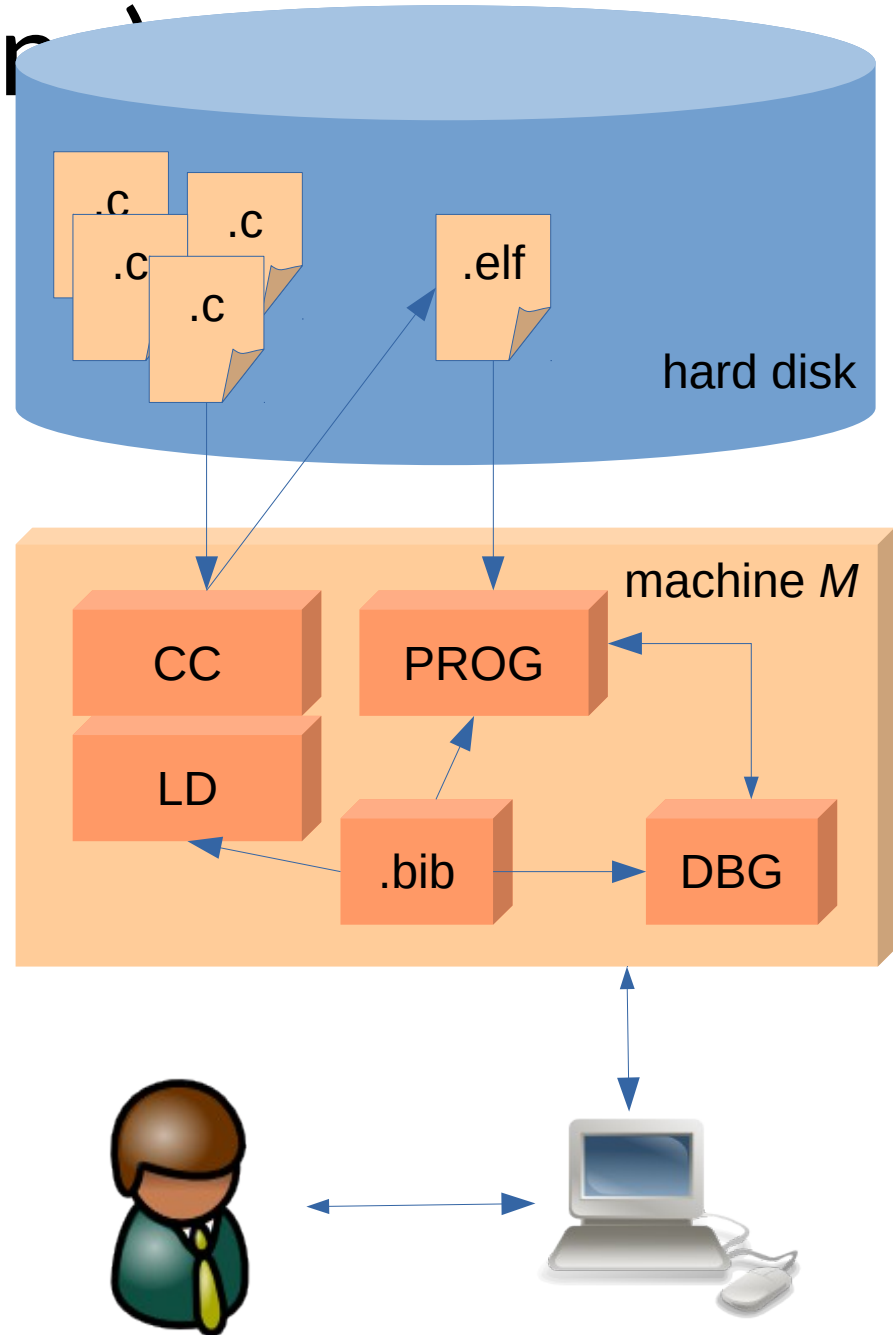 .c
.c
.c
.c
.elf
hard disk
machine M
CC
PROG
LD
.bib
DBG